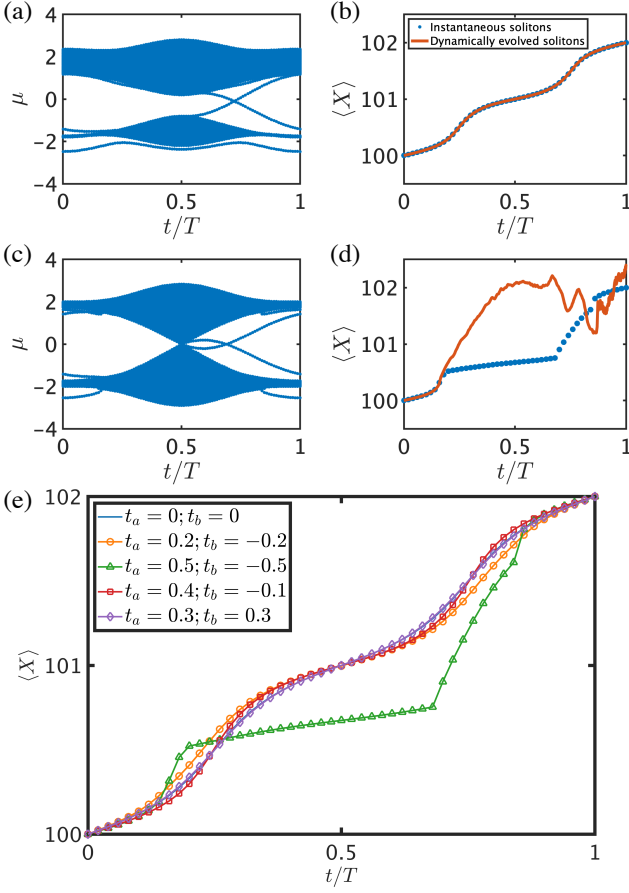 (a)
4
2
0
−2
−4
μ
0
0.5
1
t/T
(b)
Instantaneous solitons
Dynamically evolved solitons
102
101
100
⟨X⟩
0
0.5
1
t/T
(c)
4
2
0
−2
−4
μ
0
0.5
1
t/T
(d)
102
101
100
⟨X⟩
0
0.5
1
t/T
(e)
102
101
100
⟨X⟩
t_a = 0; t_b = 0
t_a = 0.2; t_b = −0.2
t_a = 0.5; t_b = −0.5
t_a = 0.4; t_b = −0.1
t_a = 0.3; t_b = 0.3
0
0.5
1
t/T